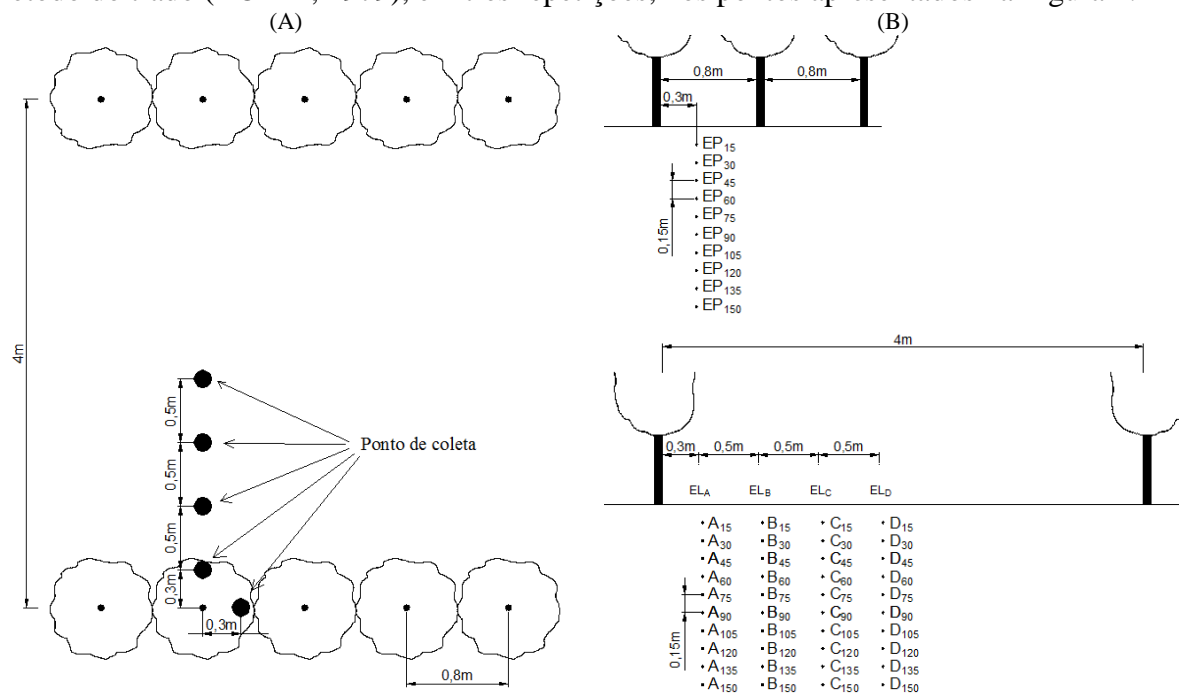 (A)
(B)
4m
0,5m
0,5m
0,5m
0,3m
Ponto de coleta
0,3m
0,8m
0,8m 0,8m
0,3m
EP15
EP30
EP45
EP60
EP75
EP90
EP105
EP120
EP135
EP150
0,15m
4m
0,3m 0,5m 0,5m 0,5m
ELA ELB ELC ELD
A15 B15 C15 D15
A30 B30 C30 D30
A45 B45 C45 D45
A60 B60 C60 D60
A75 B75 C75 D75
A90 B90 C90 D90
A105 B105 C105 D105
A120 B120 C120 D120
A135 B135 C135 D135
A150 B150 C150 D150
0,15m